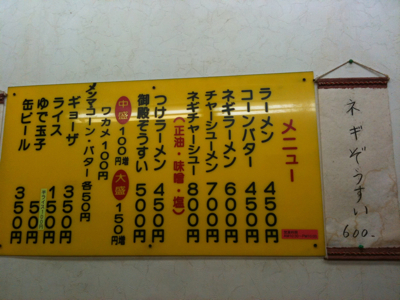 メニュー
ラーメン 450円
コーンバター 450円
ネギラーメン 600円
チャーシューメン 700円
ネギチャーシュー 800円
(正油・味噌・塩)
つけラーメン 450円
御殿ぞうすい 500円
中盛 100円増 大盛 150円増
ワカメ 100円
メンマコーン・バター各50円
ギョーザ 350円
ライス 100円
ゆで玉子 50円
缶ビール 350円
ネギぞうすい 600-